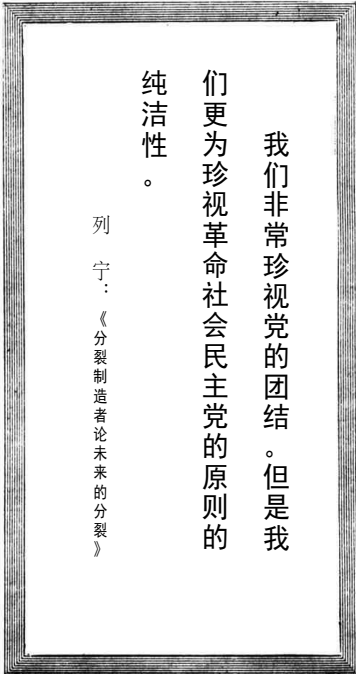 我们非常珍视党的团结。但是我
们更为珍视革命社会民主党的原则的
纯洁性。
列 宁：《分裂制造者论未来的分裂》